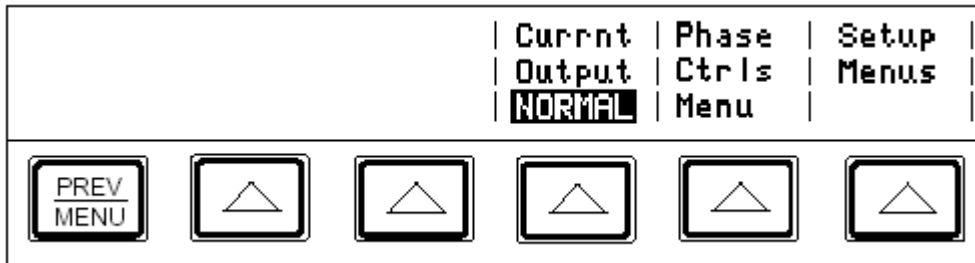 Currnt Phase Setup
Output Ctrls Menus
NORMAL Menu
PREV
MENU